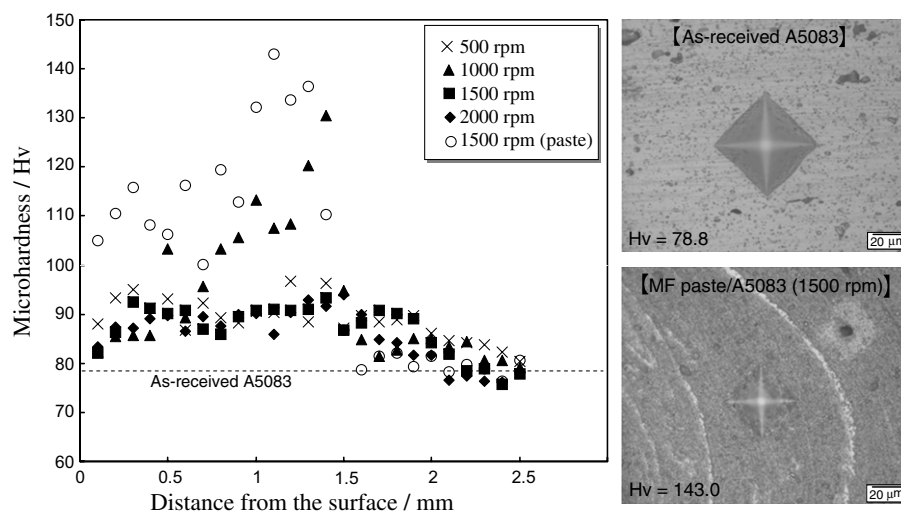 150
140
130
120
110
100
90
80
70
60
Microhardness / Hv
0
0.5
1
1.5
2
2.5
3
Distance from the surface / mm
500 rpm
1000 rpm
1500 rpm
2000 rpm
1500 rpm (paste)
As-received A5083
【As-received A5083】
Hv = 78.8
20 μm
【MF paste/A5083 (1500 rpm)】
Hv = 143.0
20 μm